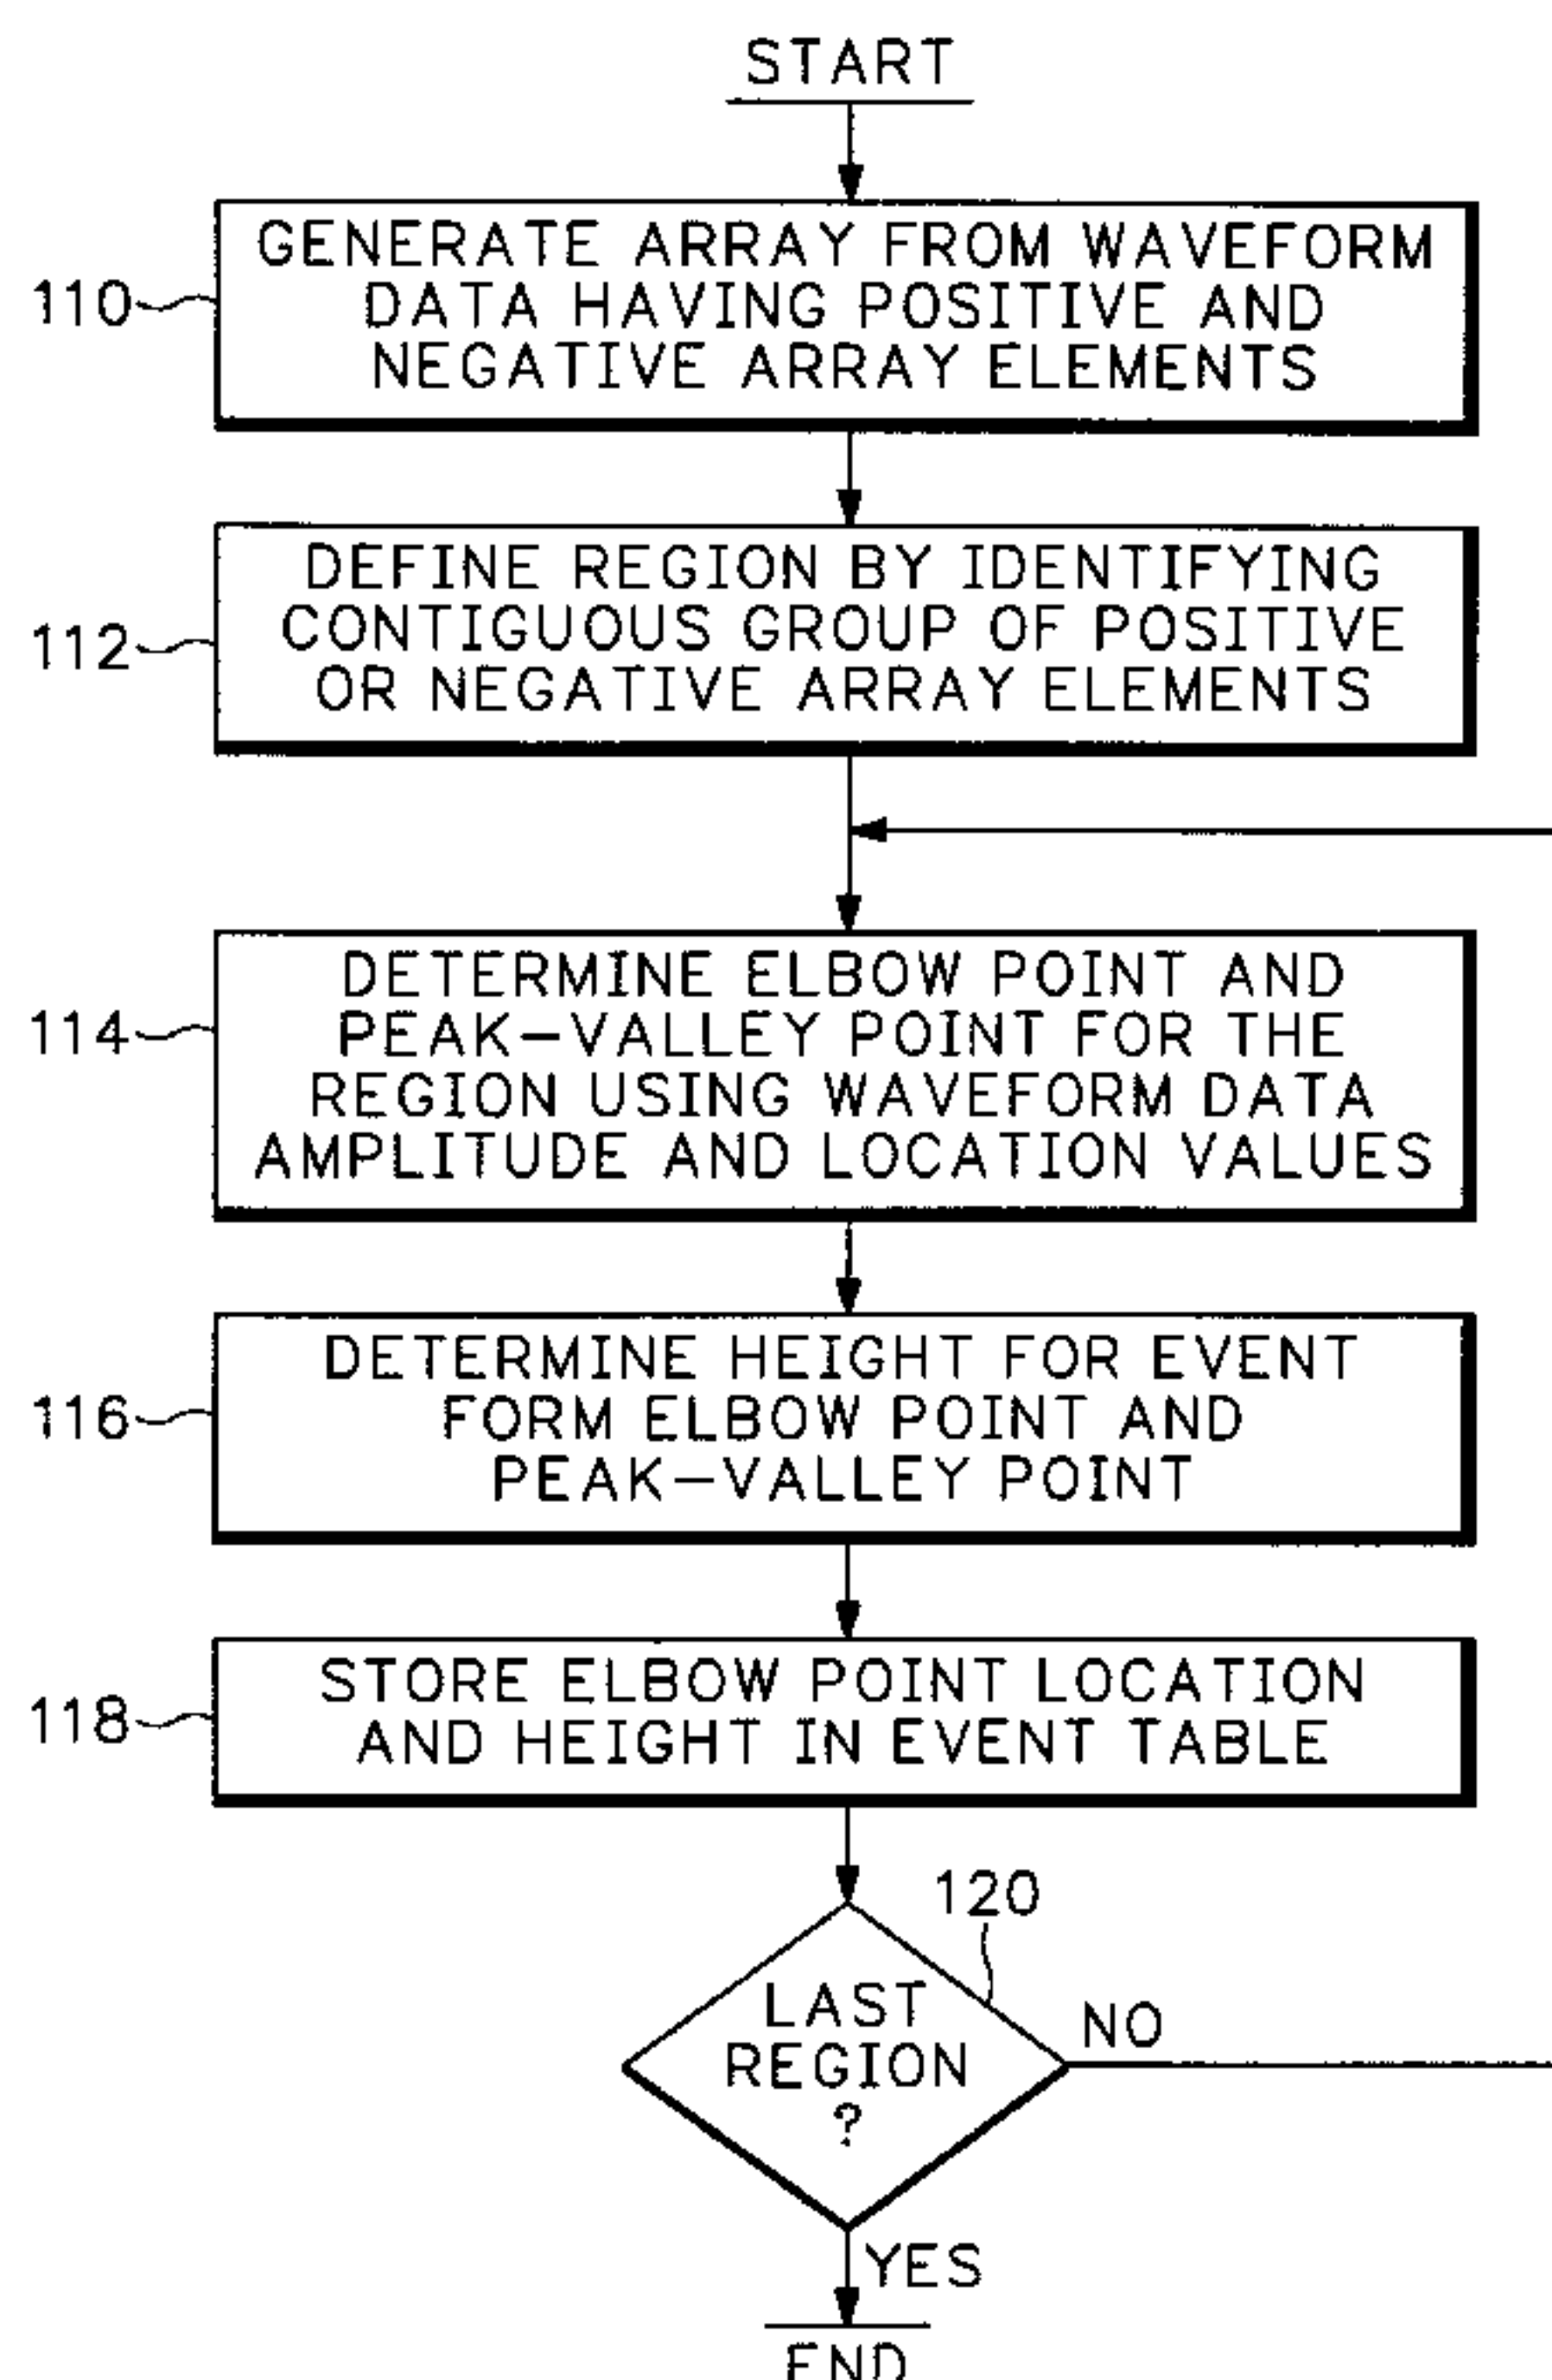 START
110
GENERATE ARRAY FROM WAVEFORM
DATA HAVING POSITIVE AND
NEGATIVE ARRAY ELEMENTS
112
DEFINE REGION BY IDENTIFYING
CONTIGUOUS GROUP OF POSITIVE
OR NEGATIVE ARRAY ELEMENTS
114
DETERMINE ELBOW POINT AND
PEAK-VALLEY POINT FOR THE
REGION USING WAVEFORM DATA
AMPLITUDE AND LOCATION VALUES
116
DETERMINE HEIGHT FOR EVENT
FORM ELBOW POINT AND
PEAK-VALLEY POINT
118
STORE ELBOW POINT LOCATION
AND HEIGHT IN EVENT TABLE
120
LAST
REGION
?
NO
YES
END